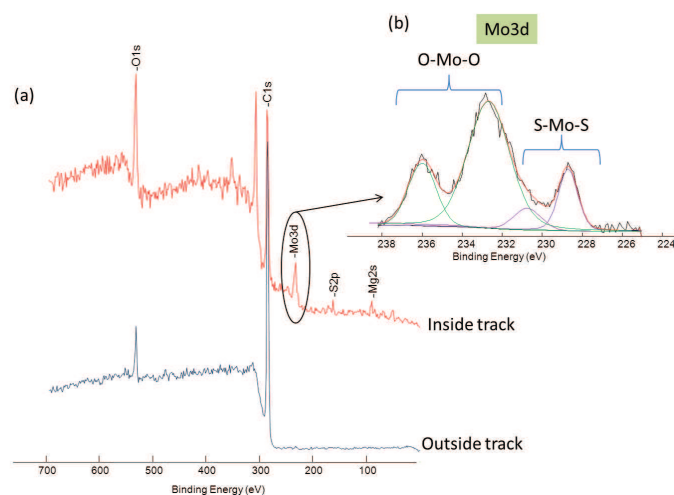 (b)
Mo3d
O-Mo-O
S-Mo-S
238 236 234 232 230 228 226 224
Binding Energy (eV)
(a)
-O1s
-C1s
-Mo3d
-S2p
-Mg2s
Inside track
Outside track
700 600 500 400 300 200 100
Binding Energy (eV)